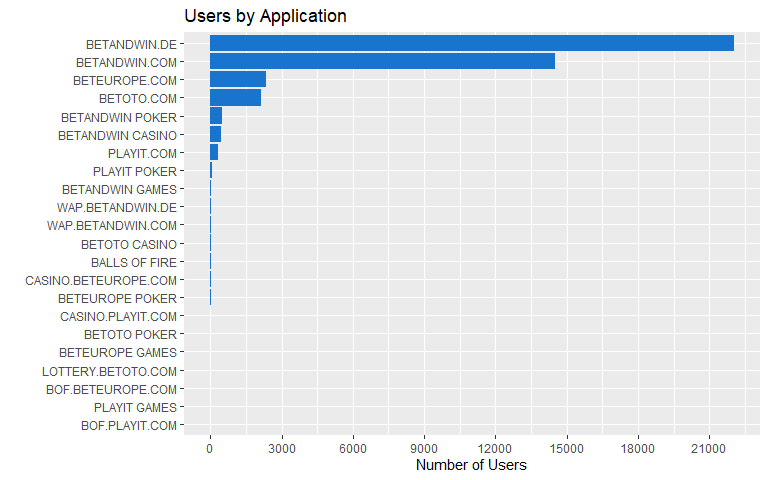 Users by Application
BETANDWIN.DE
BETANDWIN.COM
BETEUROPE.COM
BETOTO.COM
BETANDWIN POKER
BETANDWIN CASINO
PLAYIT.COM
PLAYIT POKER
BETANDWIN GAMES
WAP.BETANDWIN.DE
WAP.BETANDWIN.COM
BETOTO CASINO
BALLS OF FIRE
CASINO.BETEUROPE.COM
BETEUROPE POKER
CASINO.PLAYIT.COM
BETOTO POKER
BETEUROPE GAMES
LOTTERY.BETOTO.COM
BOF.BETEUROPE.COM
PLAYIT GAMES
BOF.PLAYIT.COM
0 3000 6000 9000 12000 15000 18000 21000
Number of Users